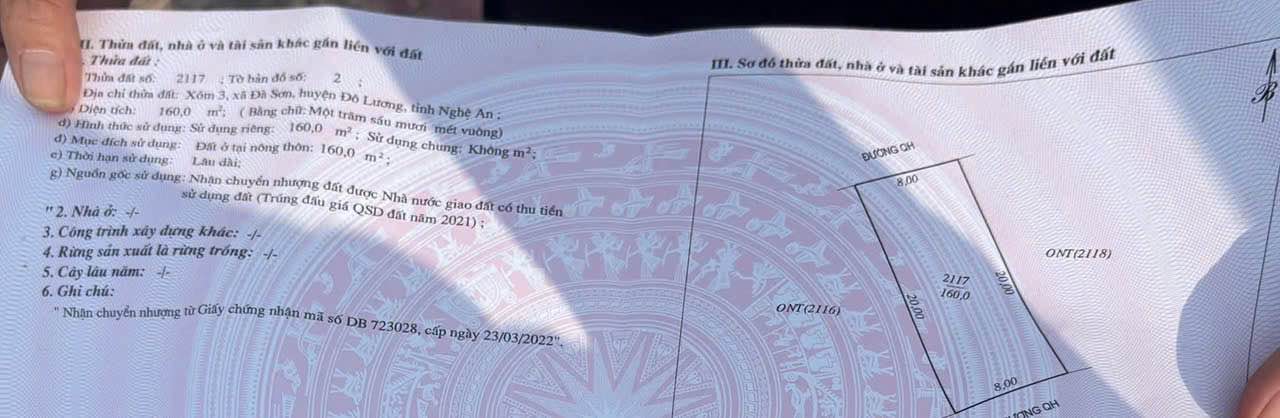 II. Thửa đất, nhà ở và tài sản khác gắn liền với đất
Thửa đất :
Thửa đất số: 2117 ; Tờ bản đồ số: 2 ;
Địa chỉ thửa đất: Xóm 3, xã Đà Sơn, huyện Đô Lương, tỉnh Nghệ An ;
Diện tích: 160,0 m²; ( Bằng chữ: Một trăm sáu mươi mét vuông)
d) Hình thức sử dụng: Sử dụng riêng: 160,0 m² ; Sử dụng chung: Không m²;
đ) Mục đích sử dụng: Đất ở tại nông thôn: 160,0 m² ;
e) Thời hạn sử dụng: Lâu dài;
g) Nguồn gốc sử dụng: Nhận chuyển nhượng đất được Nhà nước giao đất có thu tiền
sử dụng đất (Trúng đấu giá QSD đất năm 2021) ;
" 2. Nhà ở: -/-
3. Công trình xây dựng khác: -/-
4. Rừng sản xuất là rừng trồng: -/-
5. Cây lâu năm: -/-
6. Ghi chú:
" Nhận chuyển nhượng từ Giấy chứng nhận mã số DB 723028, cấp ngày 23/03/2022".
III. Sơ đồ thửa đất, nhà ở và tài sản khác gắn liền với đất
B
ĐƯỜNG QH
8,00
ONT(2118)
2117
160,0
20,00
20,00
ONT(2116)
8,00
QH